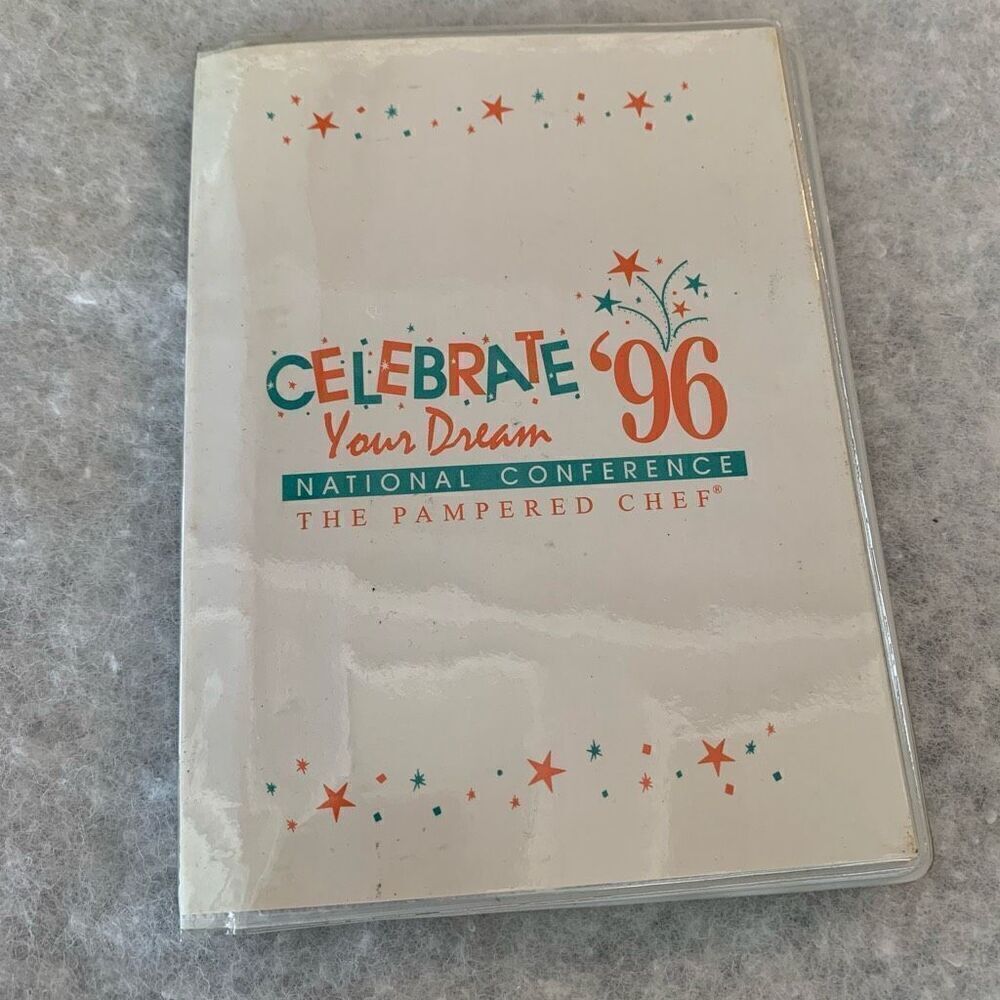 CELEBRATE '96
Your Dream
NATIONAL CONFERENCE
THE PAMPERED CHEF®